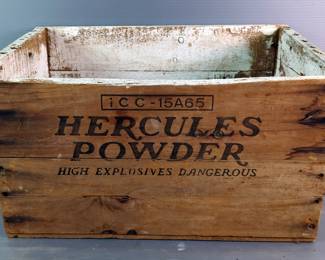 iCC-15A65
HERCULES
POWDER
HIGH EXPLOSIVES DANGEROUS